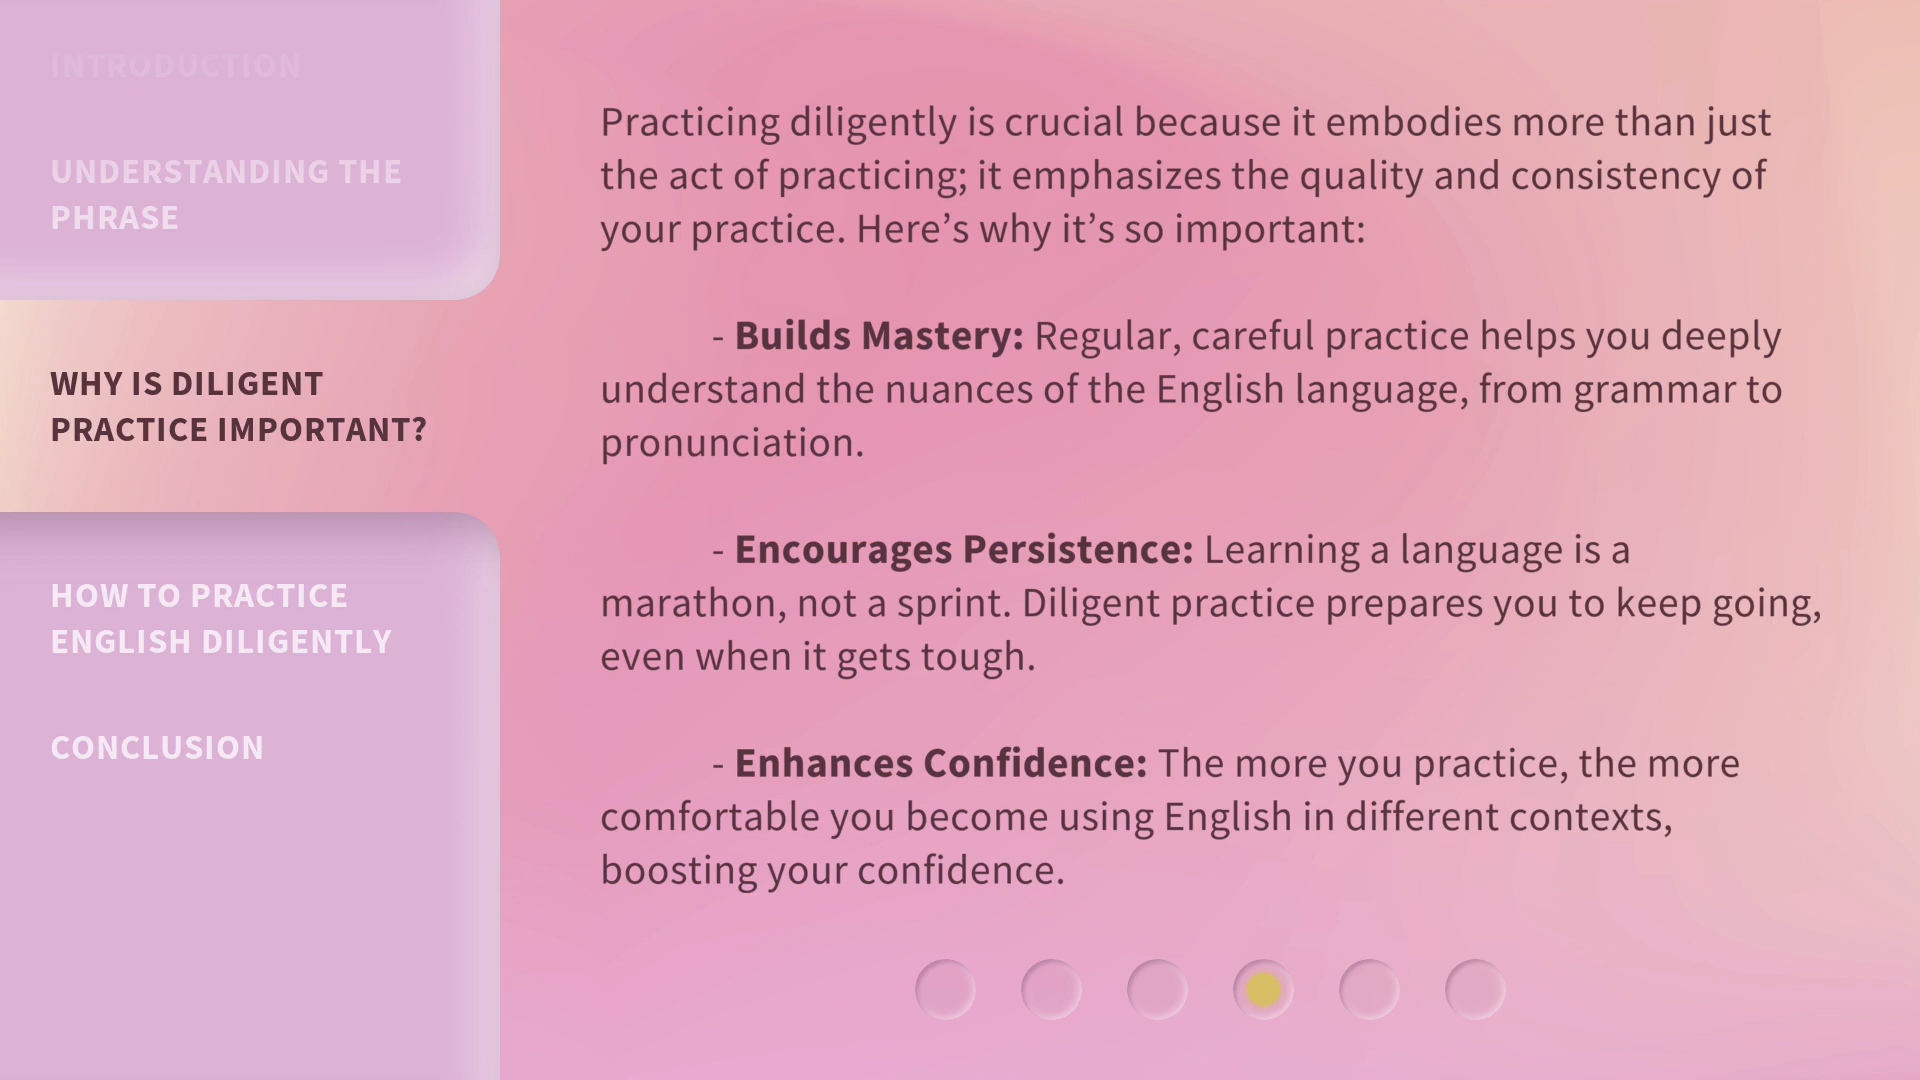 INTRODUCTION
UNDERSTANDING THE
PHRASE
WHY IS DILIGENT
PRACTICE IMPORTANT?
HOW TO PRACTICE
ENGLISH DILIGENTLY
CONCLUSION
Practicing diligently is crucial because it embodies more than just
the act of practicing; it emphasizes the quality and consistency of
your practice. Here’s why it’s so important:
- Builds Mastery: Regular, careful practice helps you deeply
understand the nuances of the English language, from grammar to
pronunciation.
- Encourages Persistence: Learning a language is a
marathon, not a sprint. Diligent practice prepares you to keep going,
even when it gets tough.
- Enhances Confidence: The more you practice, the more
comfortable you become using English in different contexts,
boosting your confidence.